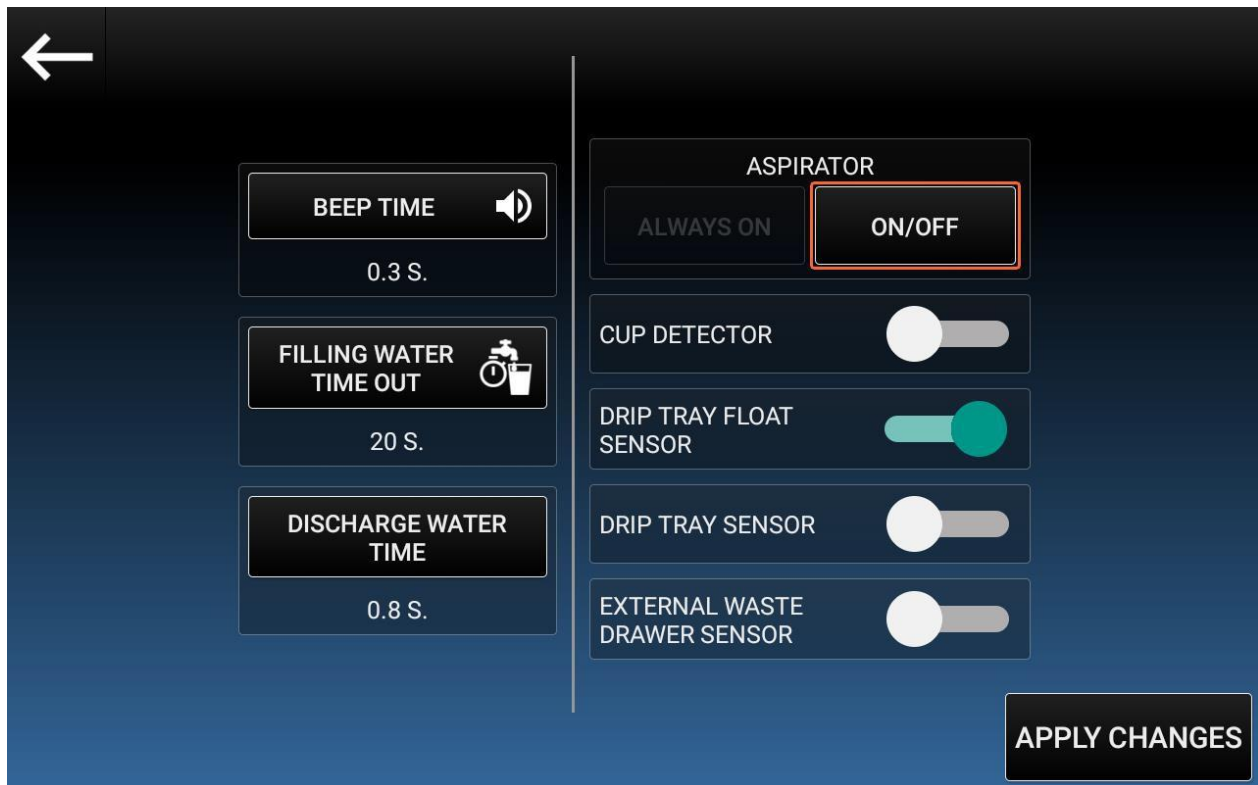 BEEP TIME
0.3 S.
FILLING WATER
TIME OUT
20 S.
DISCHARGE WATER
TIME
0.8 S.
ASPIRATOR
ALWAYS ON
ON/OFF
CUP DETECTOR
DRIP TRAY FLOAT
SENSOR
DRIP TRAY SENSOR
EXTERNAL WASTE
DRAWER SENSOR
APPLY CHANGES